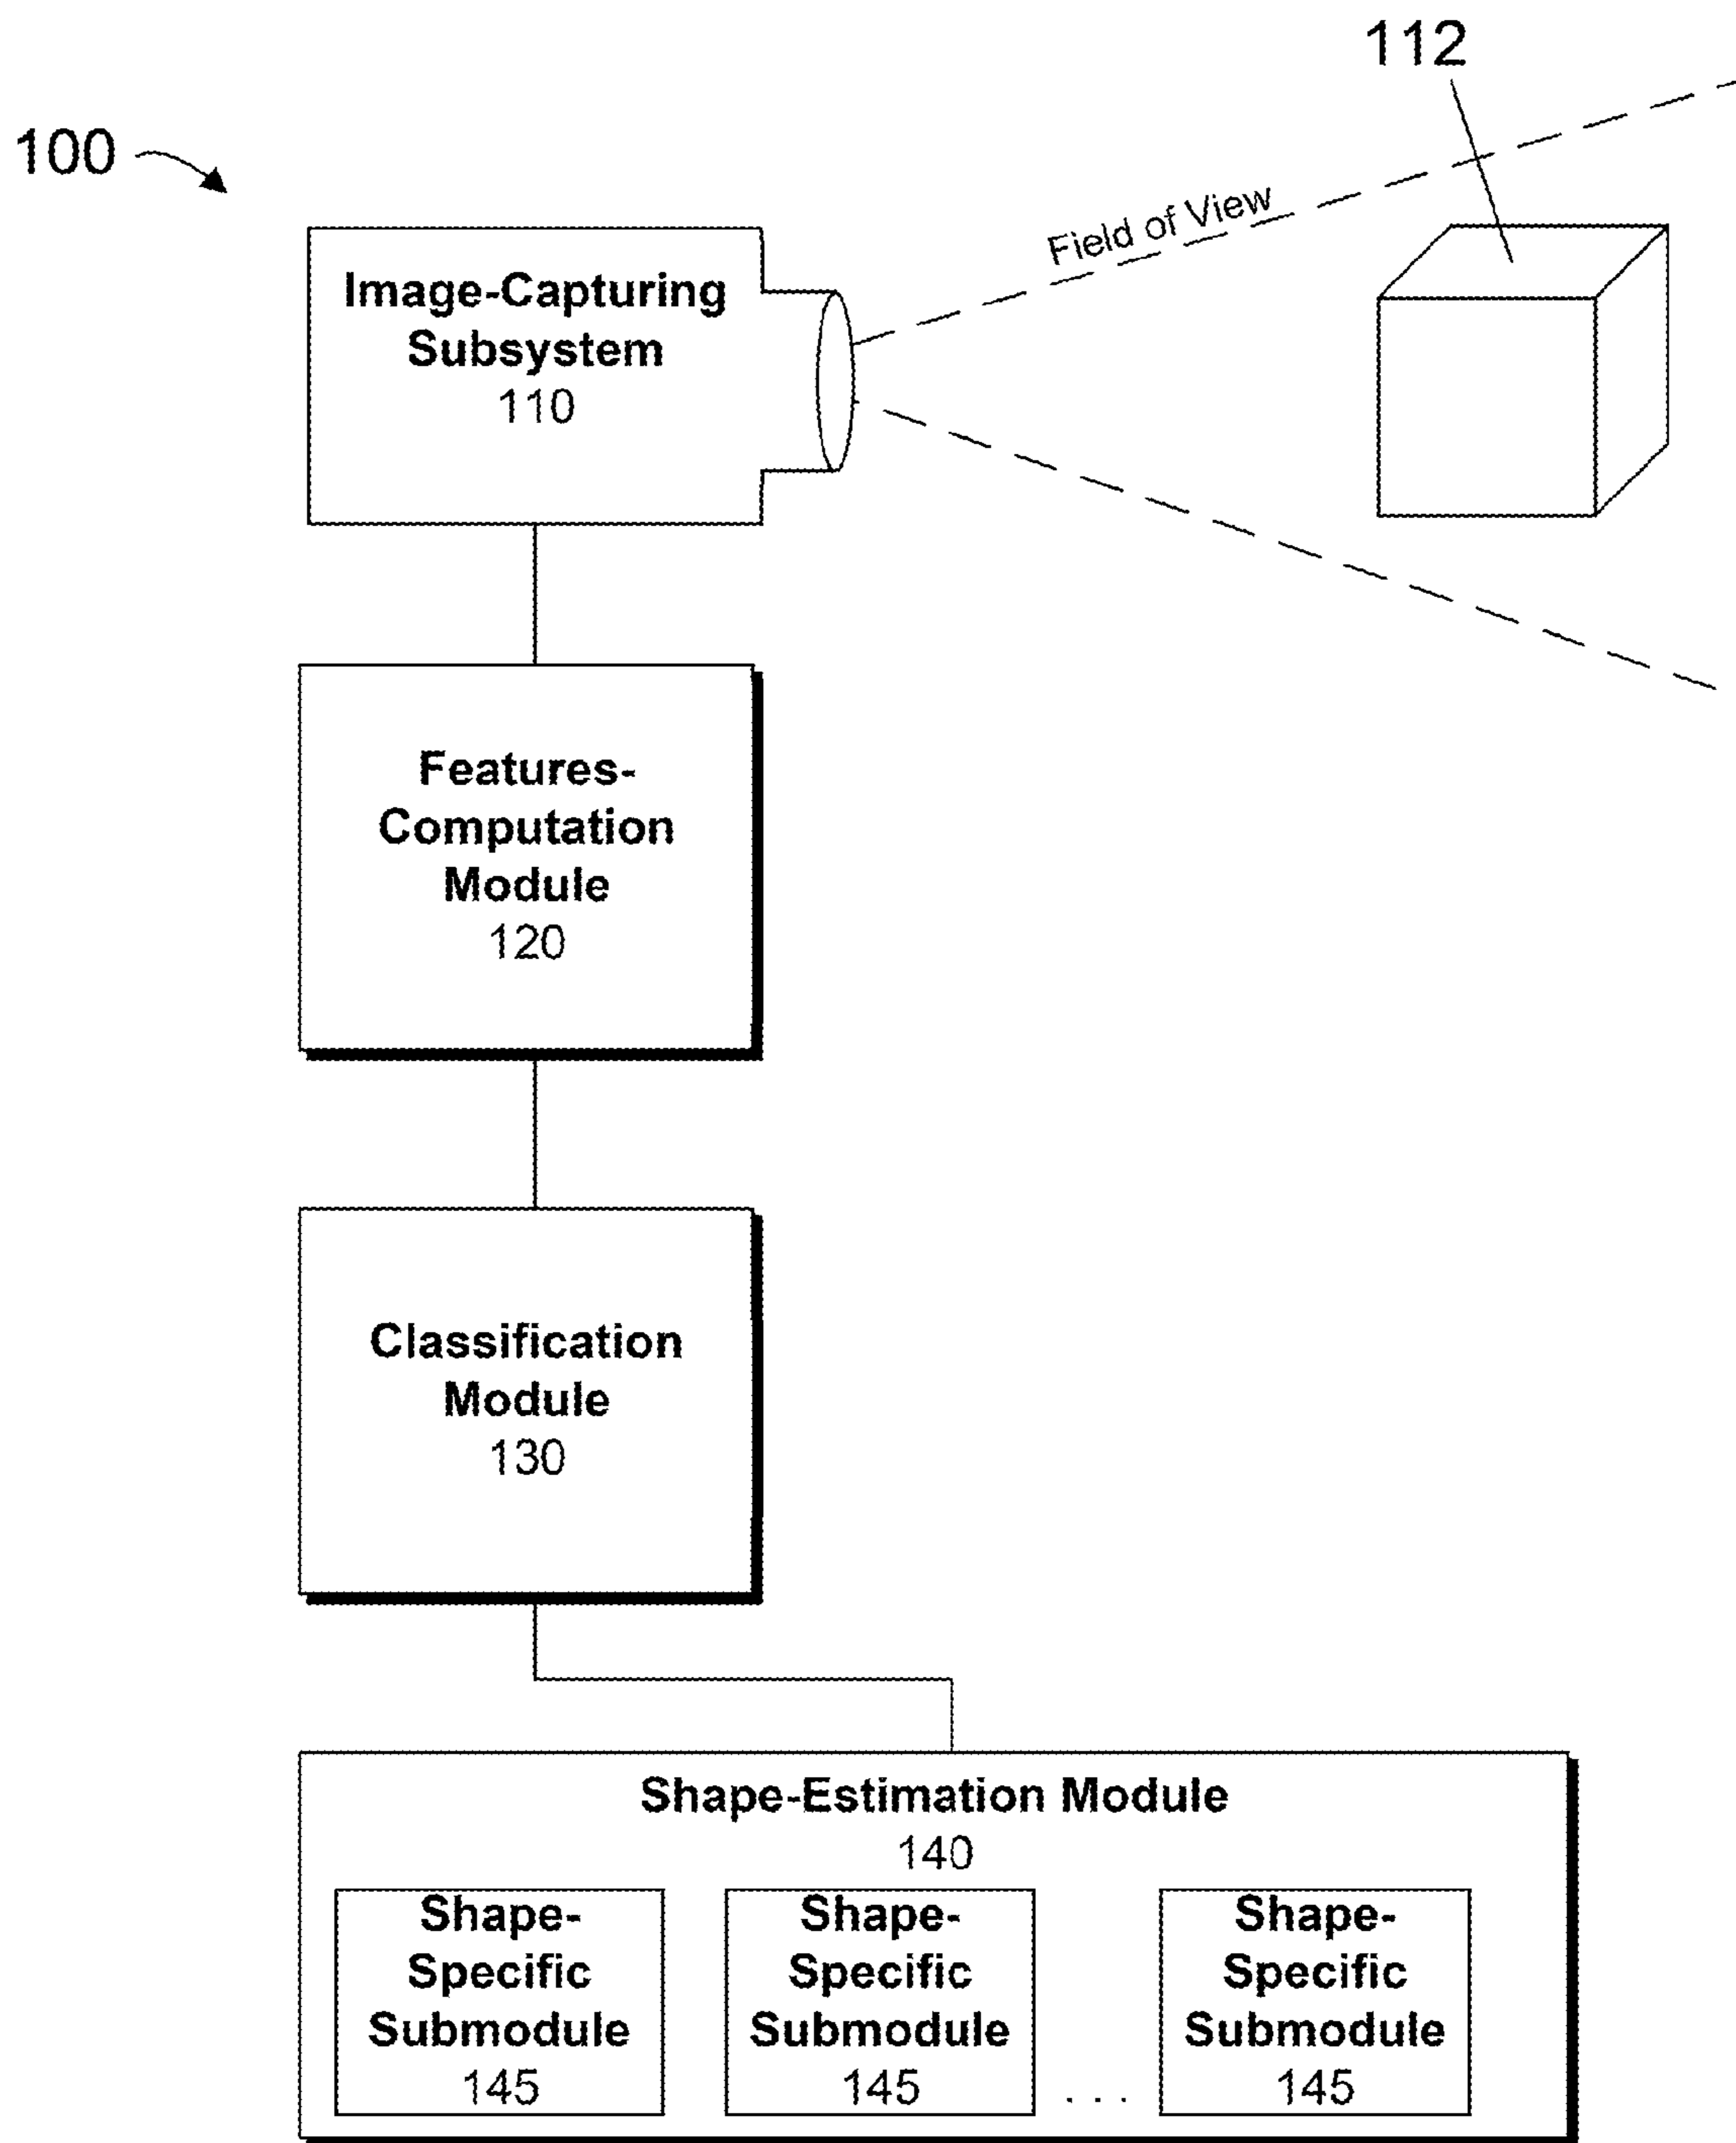 112
100
Field of View
Image-Capturing
Subsystem
110
Features-
Computation
Module
120
Classification
Module
130
Shape-Estimation Module
140
Shape-
Specific
Submodule
145
Shape-
Specific
Submodule
145
. . .
Shape-
Specific
Submodule
145